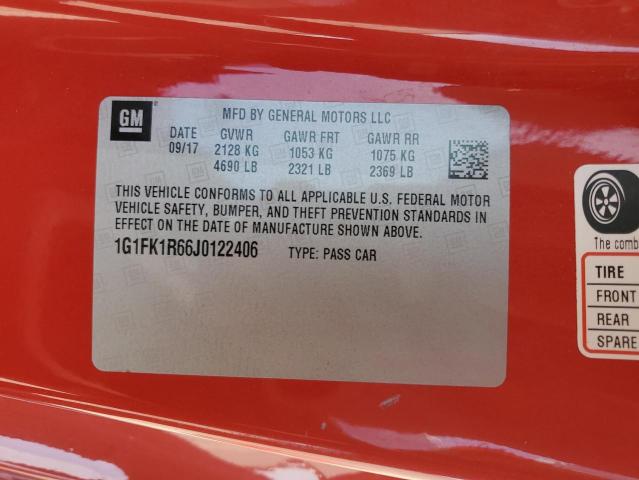 GM
MFD BY GENERAL MOTORS LLC
DATE GVWR GAWR FRT GAWR RR
09/17 2128 KG 1053 KG 1075 KG
4690 LB 2321 LB 2369 LB
THIS VEHICLE CONFORMS TO ALL APPLICABLE U.S. FEDERAL MOTOR
VEHICLE SAFETY, BUMPER, AND THEFT PREVENTION STANDARDS IN
EFFECT ON THE DATE OF MANUFACTURE SHOWN ABOVE.
1G1FK1R66J0122406 TYPE: PASS CAR
The comb
TIRE
FRONT
REAR
SPARE